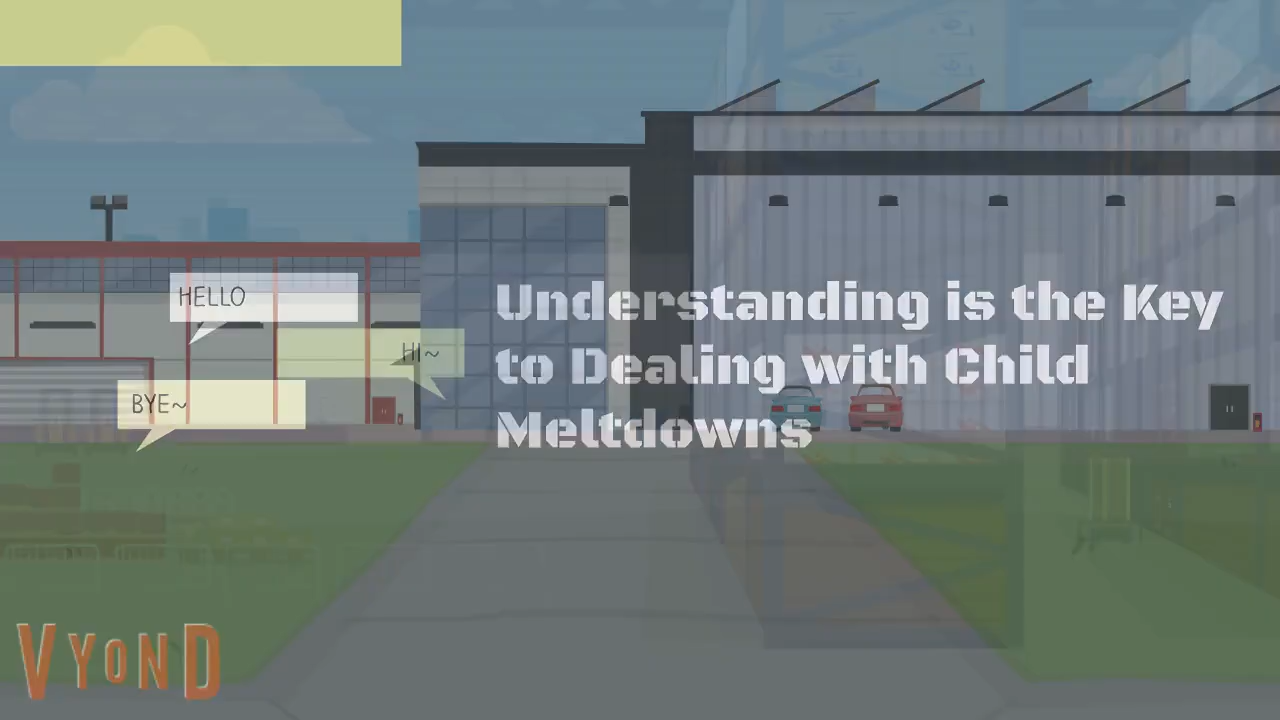 HELLO
HI~
BYE~
Understanding is the Key
to Dealing with Child
Meltdowns
VYOND